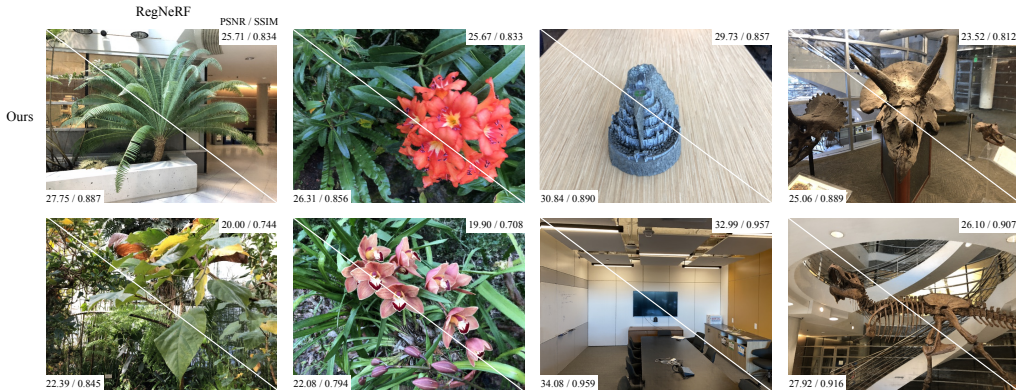 RegNeRF
PSNR / SSIM
25.71 / 0.834
25.67 / 0.833
29.73 / 0.857
23.52 / 0.812
Ours
27.75 / 0.887
26.31 / 0.856
30.84 / 0.890
25.06 / 0.889
20.00 / 0.744
19.90 / 0.708
32.99 / 0.957
26.10 / 0.907
22.39 / 0.845
22.08 / 0.794
34.08 / 0.959
27.92 / 0.916